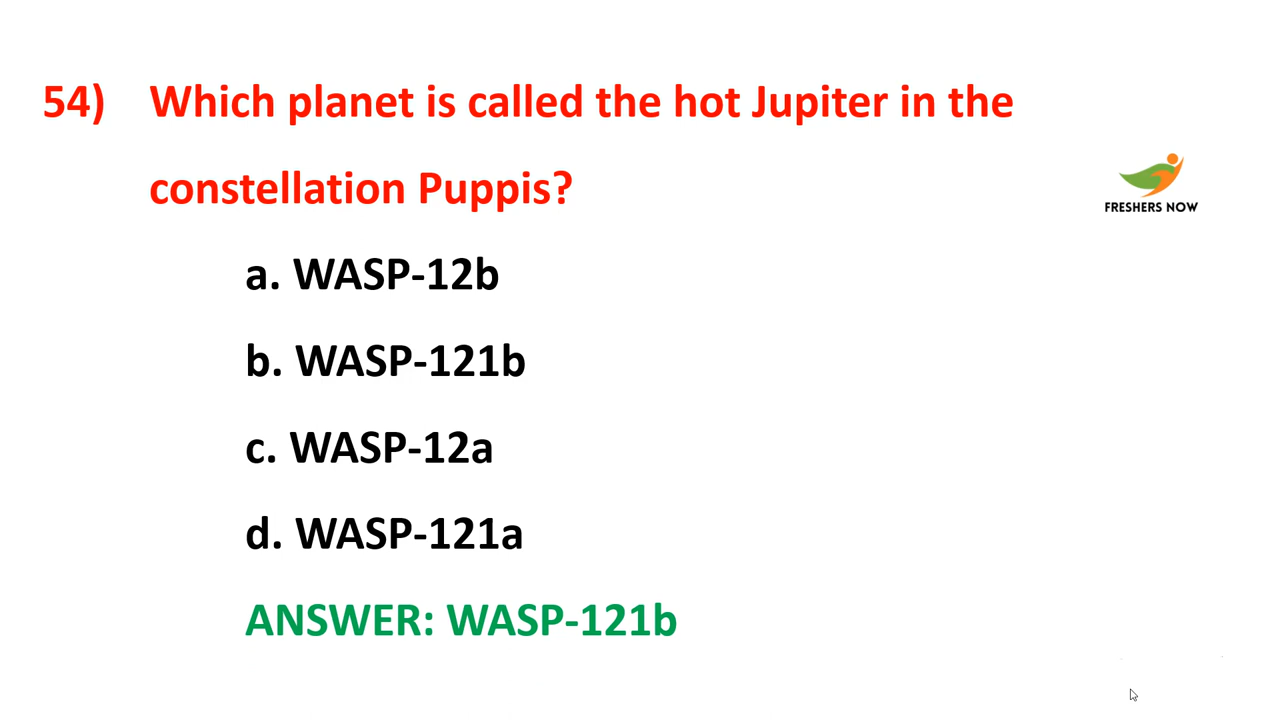 54) Which planet is called the hot Jupiter in the
constellation Puppis?
FRESHERS NOW
a. WASP-12b
b. WASP-121b
c. WASP-12a
d. WASP-121a
ANSWER: WASP-121b